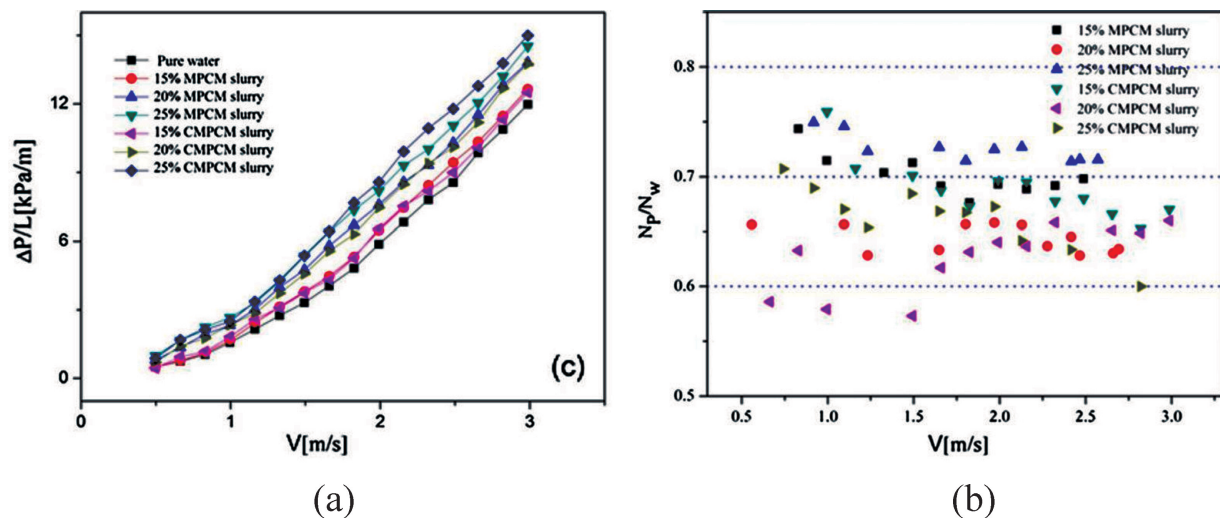 Pure water
15% MPCM slurry
20% MPCM slurry
25% MPCM slurry
15% CMPCM slurry
20% CMPCM slurry
25% CMPCM slurry
12
6
0
ΔP/L[kPa/m]
0
1
2
3
V[m/s]
(c)
(a)
15% MPCM slurry
20% MPCM slurry
25% MPCM slurry
15% CMPCM slurry
20% CMPCM slurry
25% CMPCM slurry
0.8
0.7
0.6
0.5
Np/Nw
0.5
1.0
1.5
2.0
2.5
3.0
V[m/s]
(b)